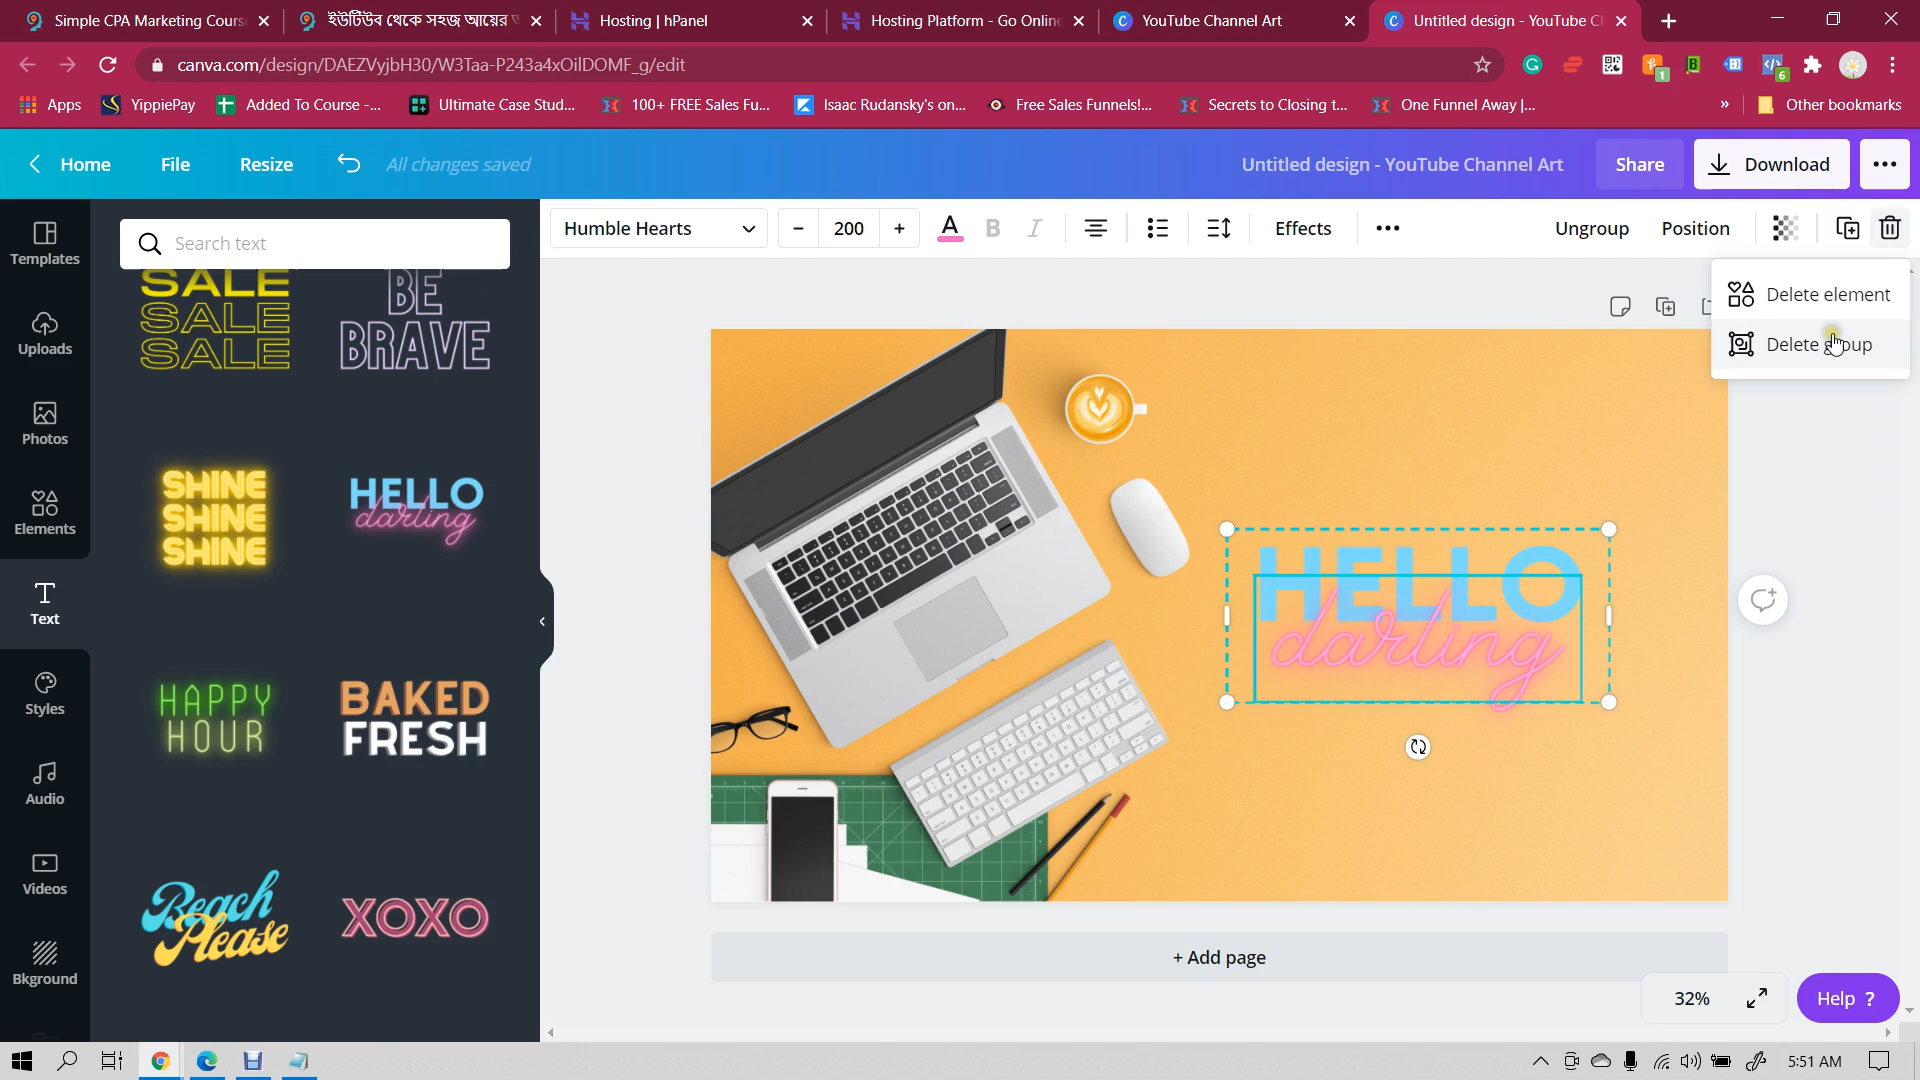 Simple CPA Marketing Cours
ইউটিউব থেকে সহজ আয়ের
Hosting | hPanel
Hosting Platform - Go Online
YouTube Channel Art
Untitled design - YouTube C
canva.com/design/DAEZVyjbH30/W3Taa-P243a4xOilDOMF_g/edit
1
6
Apps
YippiePay
Added To Course -...
Ultimate Case Stud...
100+ FREE Sales Fu...
Isaac Rudansky's on...
Free Sales Funnels!...
Secrets to Closing t...
One Funnel Away |...
»
Other bookmarks
Home
File
Resize
All changes saved
Untitled design - YouTube Channel Art
Share
Download
Templates
Uploads
Photos
Elements
Text
Styles
Audio
Videos
Bkground
Search text
SALE
SALE
SALE
BE
BRAVE
SHINE
SHINE
SHINE
HELLO
darling
HAPPY
HOUR
BAKED
FRESH
Beach
Please
XOXO
Humble Hearts
- 200 +
A B I
Effects
Ungroup
Position
Delete element
Delete group
HELLO
darling
+ Add page
32%
Help ?
5:51 AM